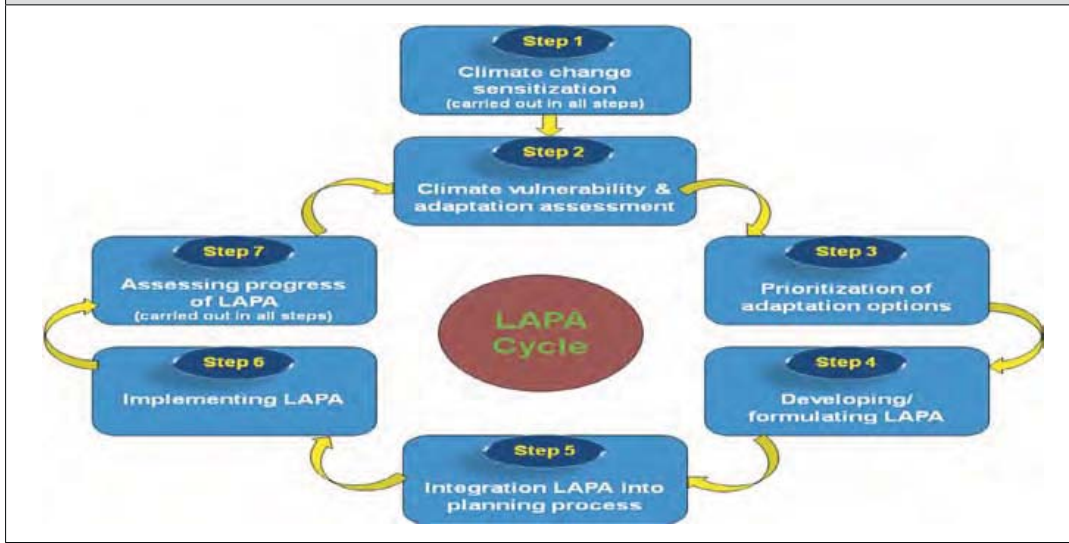 Step 1
Climate change
sensitization
(carried out in all steps)
Step 2
Climate vulnerability &
adaptation assessment
Step 3
Prioritization of
adaptation options
Step 4
Developing/
formulating LAPA
Step 5
Integration LAPA into
planning process
Step 6
Implementing LAPA
Step 7
Assessing progress
of LAPA
(carried out in all steps)
LAPA
Cycle